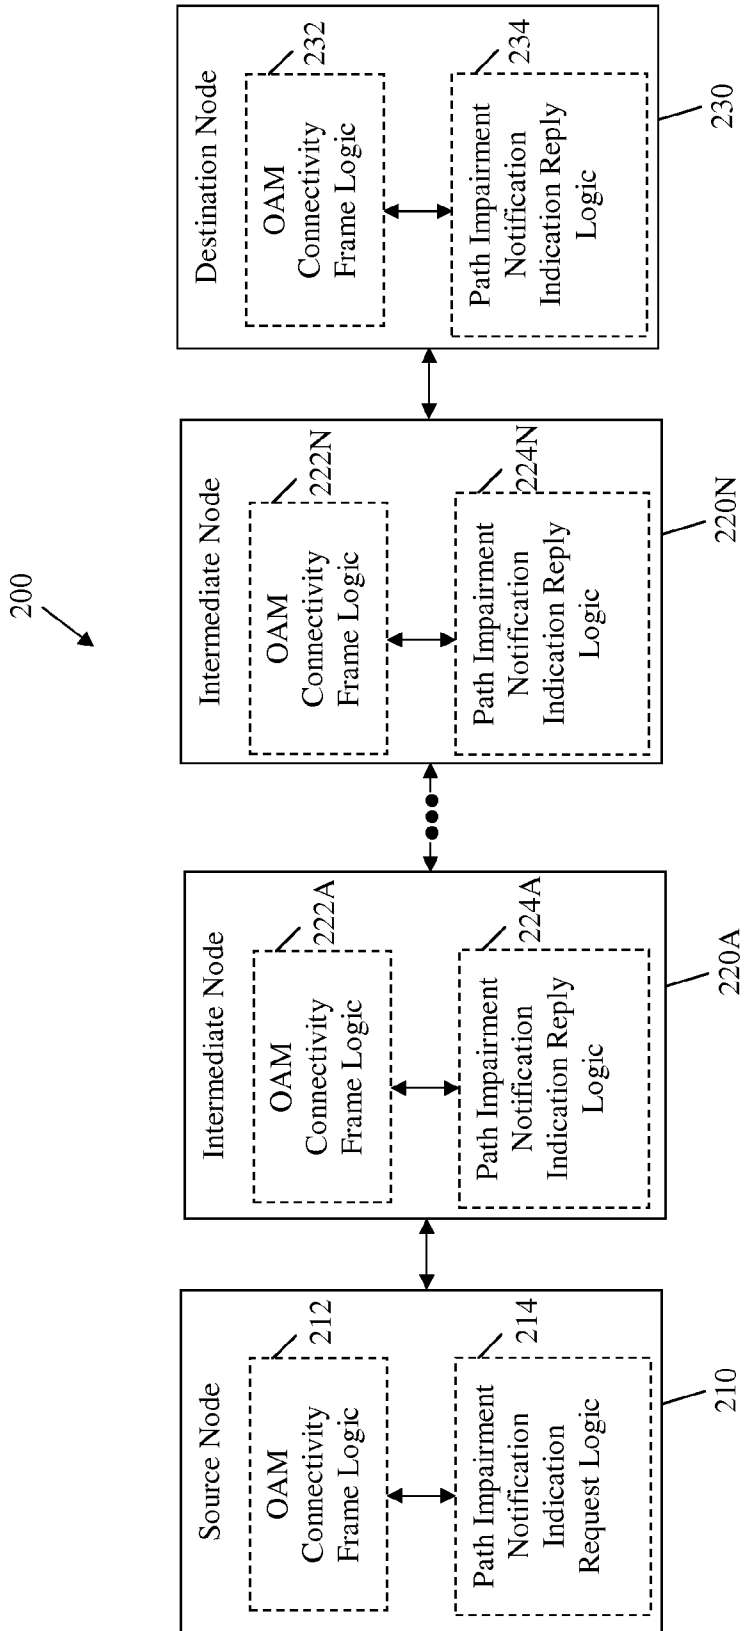 200
Source Node
OAM
Connectivity
Frame Logic
212
Path Impairment
Notification
Indication
Request Logic
214
210
Intermediate Node
OAM
Connectivity
Frame Logic
222A
Path Impairment
Notification
Indication Reply
Logic
224A
220A
Intermediate Node
OAM
Connectivity
Frame Logic
222N
Path Impairment
Notification
Indication Reply
Logic
224N
220N
Destination Node
OAM
Connectivity
Frame Logic
232
Path Impairment
Notification
Indication Reply
Logic
234
230